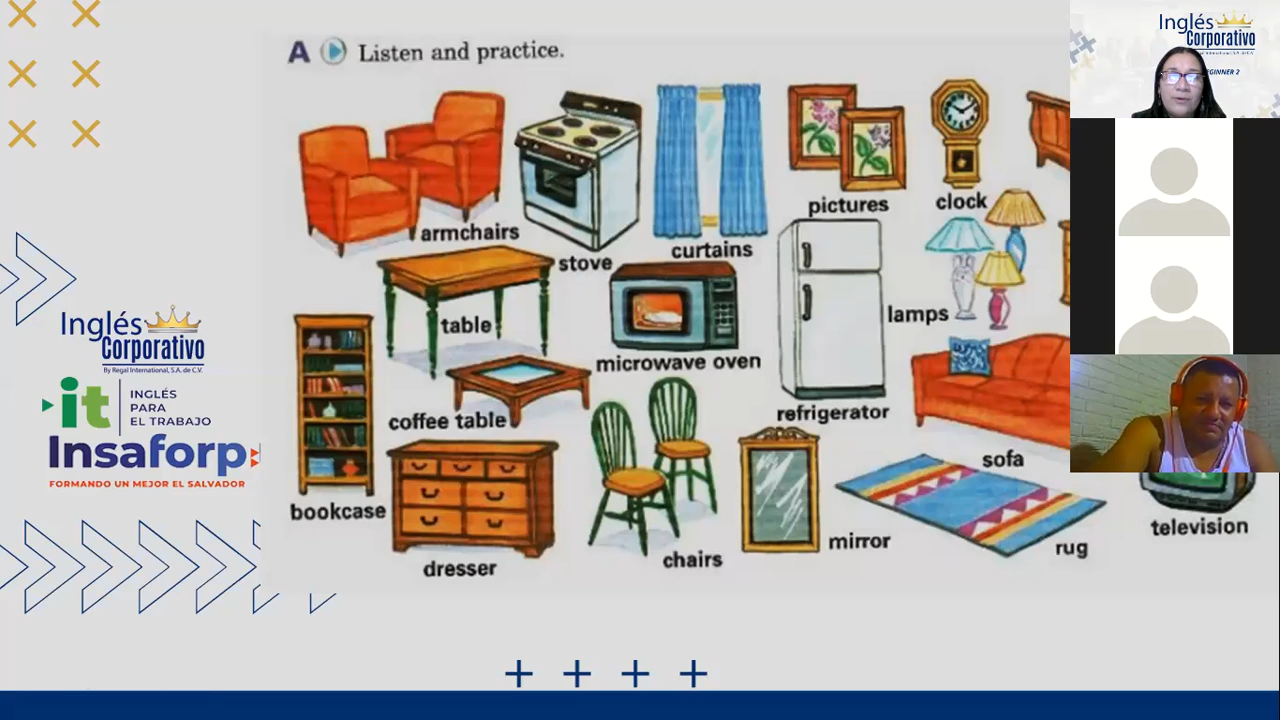 A Listen and practice.
armchairs
stove
curtains
pictures
clock
table
microwave oven
lamps
refrigerator
coffee table
sofa
bookcase
dresser
chairs
mirror
rug
television
Inglés
Corporativo
By Regal International, S.A. de C.V.
it
INGLÉS
PARA
EL TRABAJO
Insaforp
FORMANDO UN MEJOR EL SALVADOR
Inglés
Corporativo